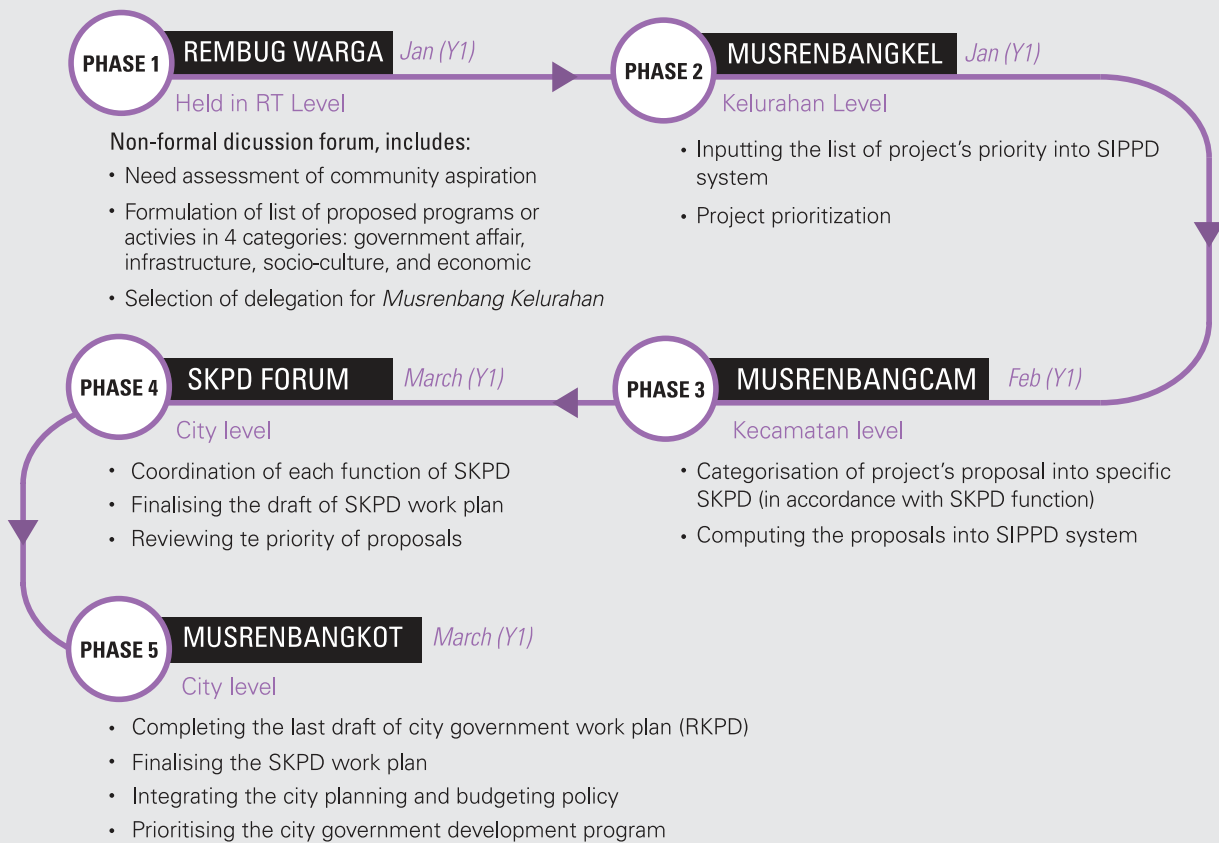 PHASE 1
REMBUG WARGA
Jan (Y1)
Held in RT Level
Non-formal dicussion forum, includes:
• Need assessment of community aspiration
• Formulation of list of proposed programs or
activies in 4 categories: government affair,
infrastructure, socio-culture, and economic
• Selection of delegation for Musrenbang Kelurahan
PHASE 2
MUSRENBANGKEL
Jan (Y1)
Kelurahan Level
• Inputting the list of project's priority into SIPPD
system
• Project prioritization
PHASE 3
MUSRENBANGCAM
Feb (Y1)
Kecamatan level
• Categorisation of project's proposal into specific
SKPD (in accordance with SKPD function)
• Computing the proposals into SIPPD system
PHASE 4
SKPD FORUM
March (Y1)
City level
• Coordination of each function of SKPD
• Finalising the draft of SKPD work plan
• Reviewing te priority of proposals
PHASE 5
MUSRENBANGKOT
March (Y1)
City level
• Completing the last draft of city government work plan (RKPD)
• Finalising the SKPD work plan
• Integrating the city planning and budgeting policy
• Prioritising the city government development program